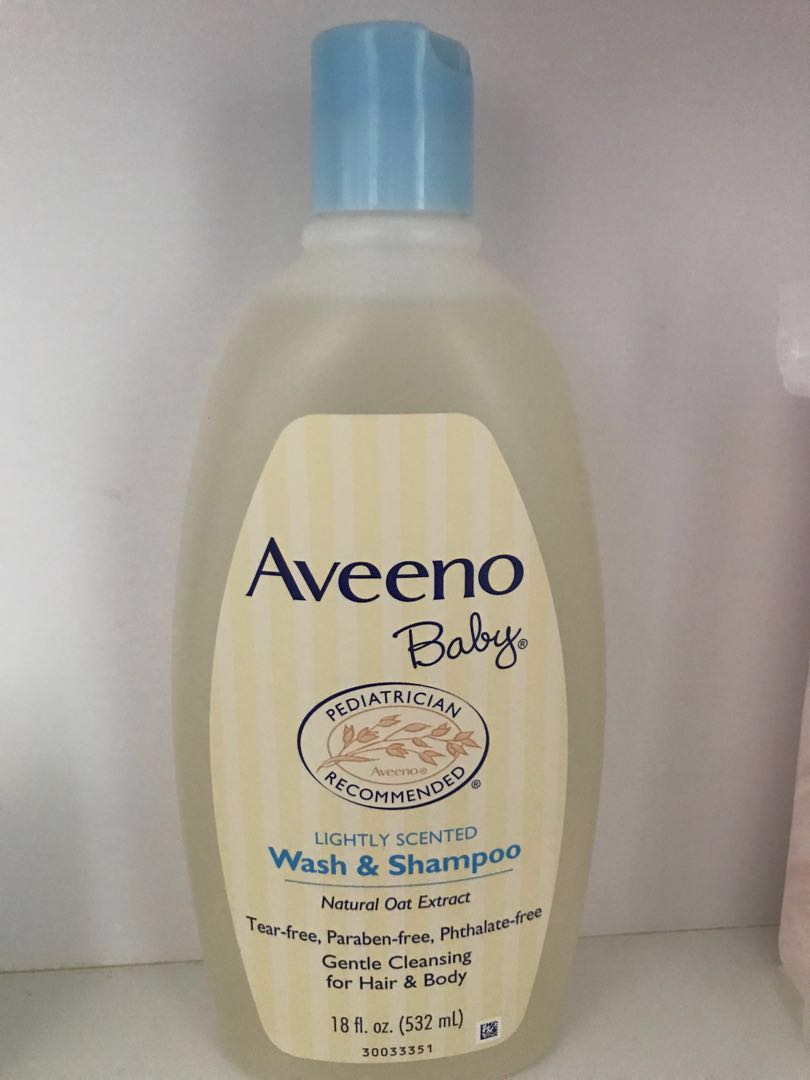 Aveeno
Baby®
PEDIATRICIAN
Aveeno®
RECOMMENDED®
LIGHTLY SCENTED
Wash & Shampoo
Natural Oat Extract
Tear-free, Paraben-free, Phthalate-free
Gentle Cleansing
for Hair & Body
18 fl. oz. (532 mL)
30033351